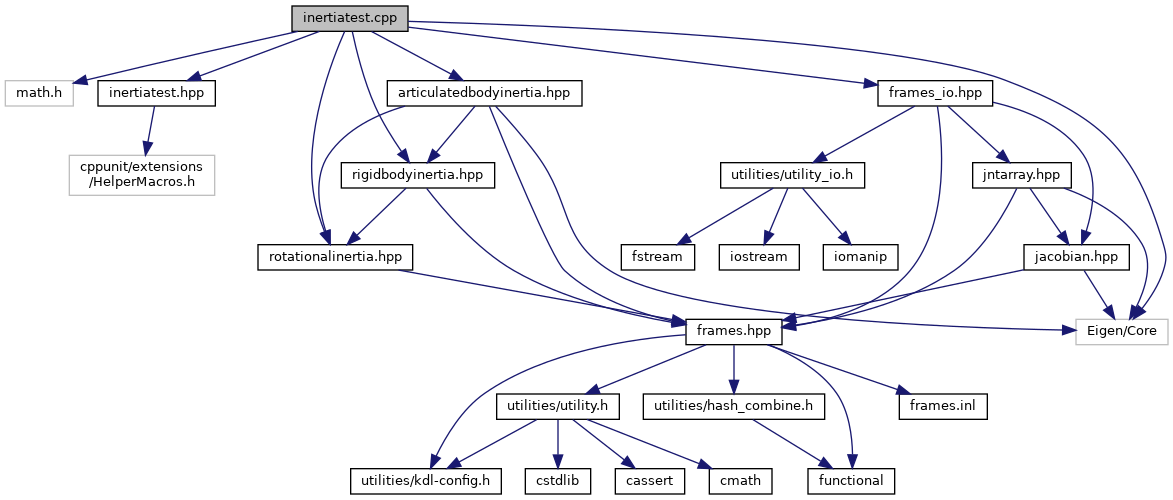 inertiatest.cpp
math.h
inertiatest.hpp
articulatedbodyinertia.hpp
frames_io.hpp
cppunit/extensions
/HelperMacros.h
rigidbodyinertia.hpp
utilities/utility_io.h
jntarray.hpp
rotationalinertia.hpp
fstream
iostream
iomanip
jacobian.hpp
frames.hpp
Eigen/Core
utilities/utility.h
utilities/hash_combine.h
frames.inl
utilities/kdl-config.h
cstdlib
cassert
cmath
functional